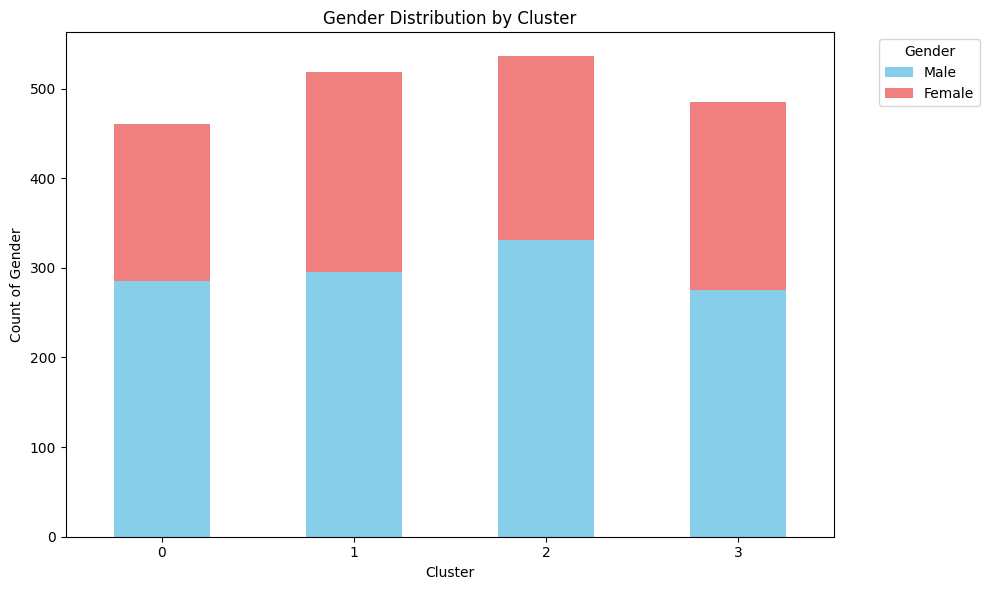 Gender Distribution by Cluster
Gender
Male
Female
Count of Gender
500
400
300
200
100
0
0 1 2 3
Cluster